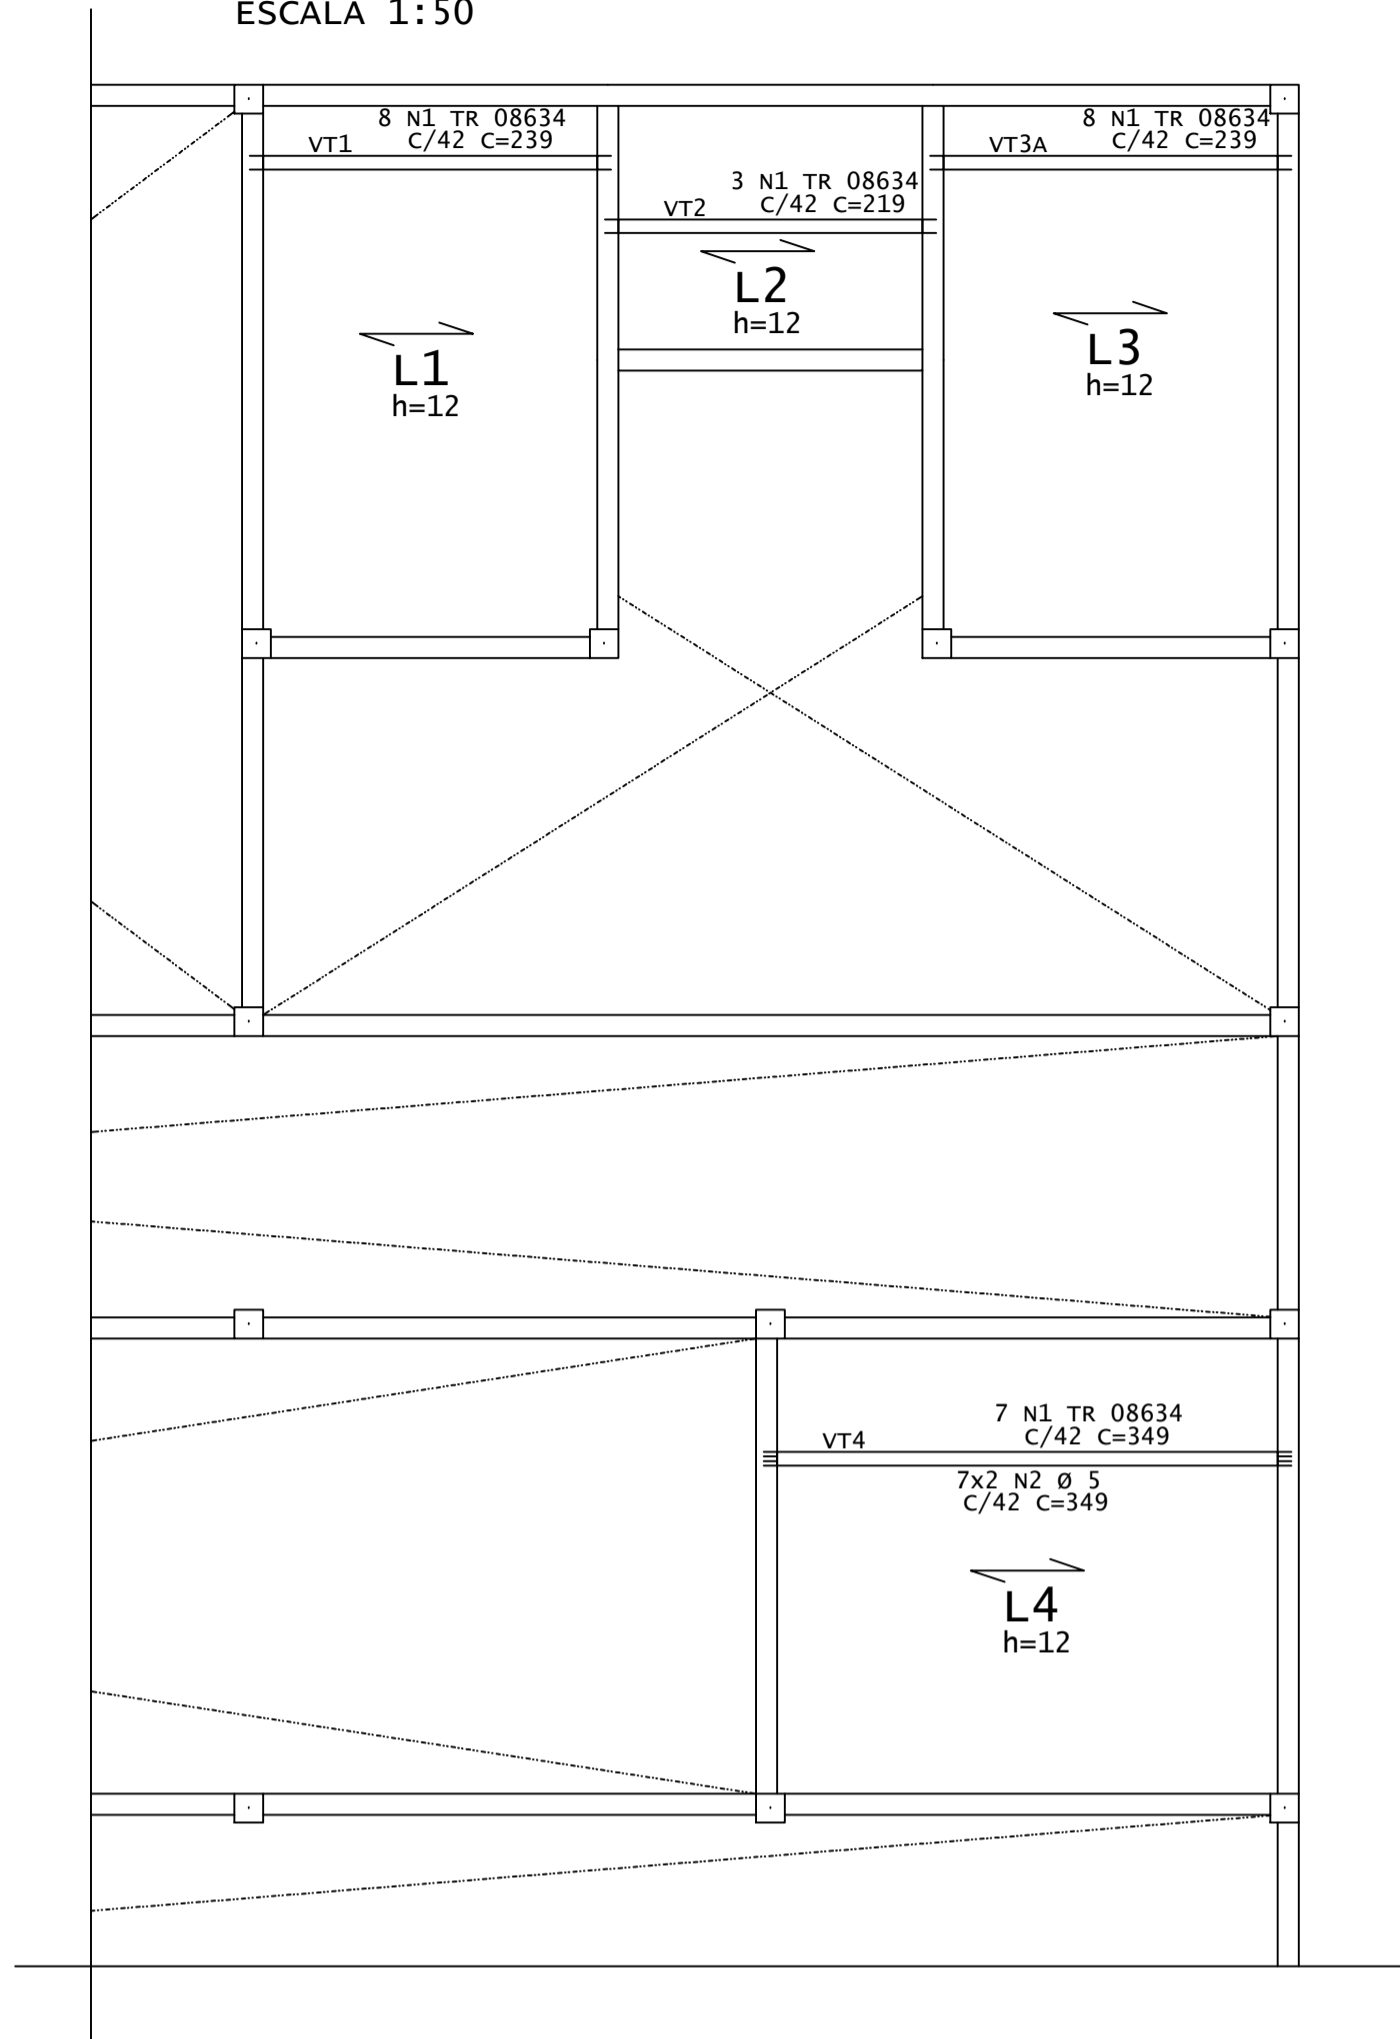 ESCALA 1:50
8 N1 TR 08634
C/42 C=239
VT1
8 N1 TR 08634
C/42 C=239
VT3A
3 N1 TR 08634
C/42 C=219
VT2
L2
h=12
L1
h=12
L3
h=12
7 N1 TR 08634
C/42 C=349
VT4
7x2 N2 Ø 5
C/42 C=349
L4
h=12